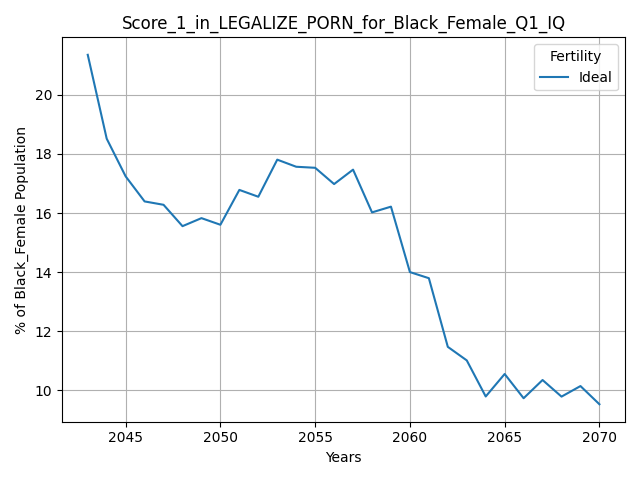 Score_1_in_LEGALIZE_PORN_for_Black_Female_Q1_IQ
Fertility
Ideal
% of Black_Female Population
20
18
16
14
12
10
2045 2050 2055 2060 2065 2070
Years